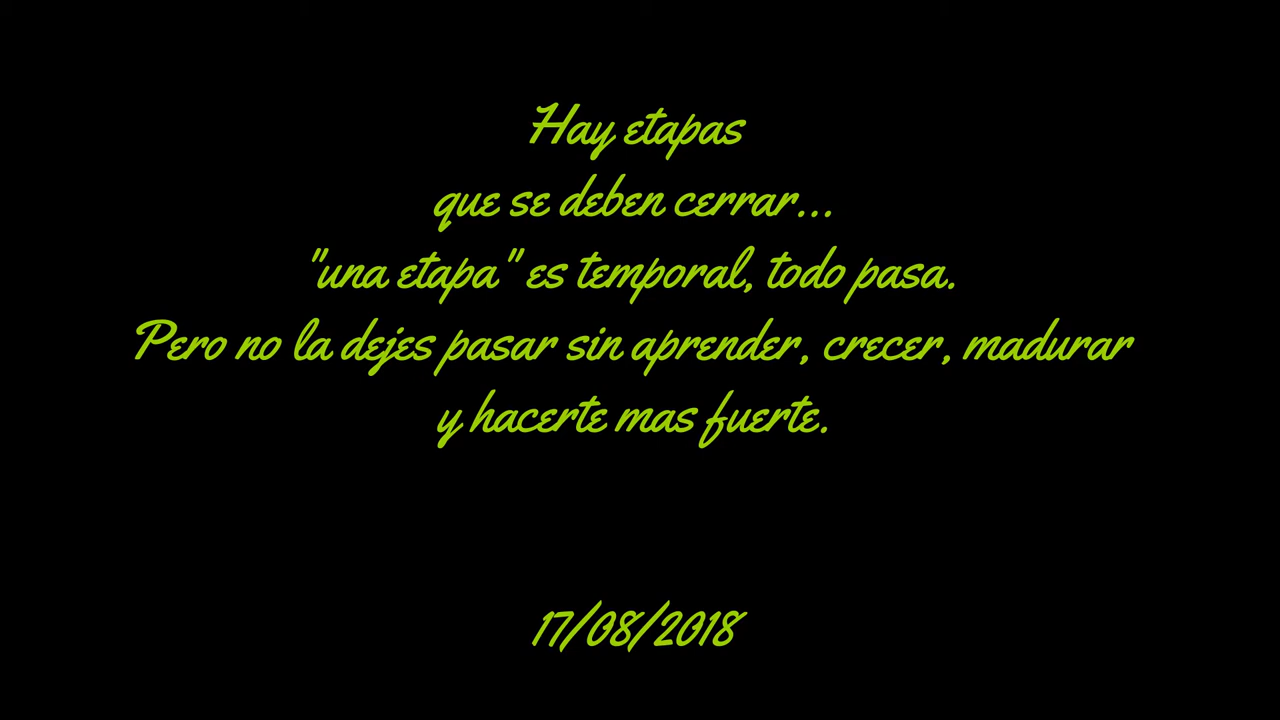 Hay etapas
que se deben cerrar...
"una etapa" es temporal, todo pasa.
Pero no la dejes pasar sin aprender, crecer, madurar
y hacerte mas fuerte.
17/08/2018